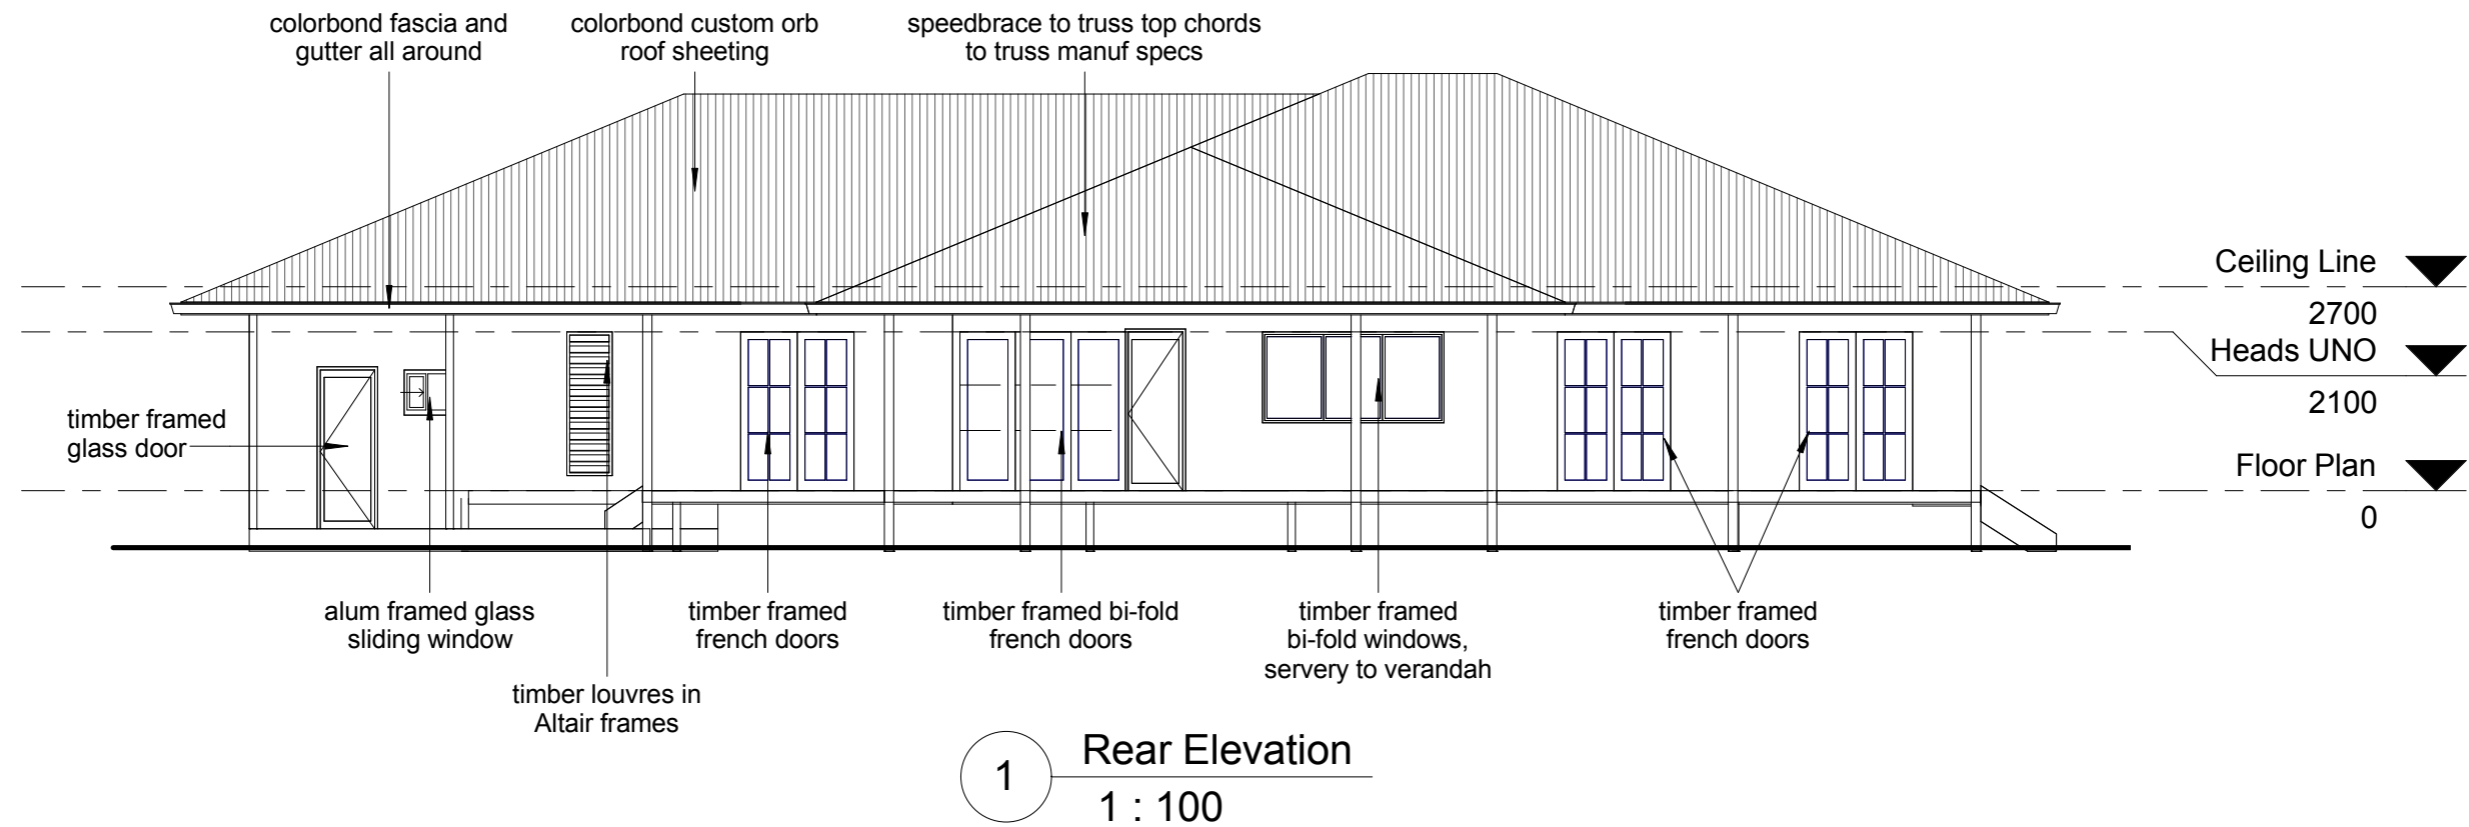 colorbond fascia and
gutter all around
colorbond custom orb
roof sheeting
speedbrace to truss top chords
to truss manuf specs
Ceiling Line
2700
Heads UNO
2100
Floor Plan
0
timber framed
glass door
alum framed glass
sliding window
timber louvres in
Altair frames
timber framed
french doors
timber framed bi-fold
french doors
timber framed
bi-fold windows,
servery to verandah
timber framed
french doors
1
Rear Elevation
1 : 100